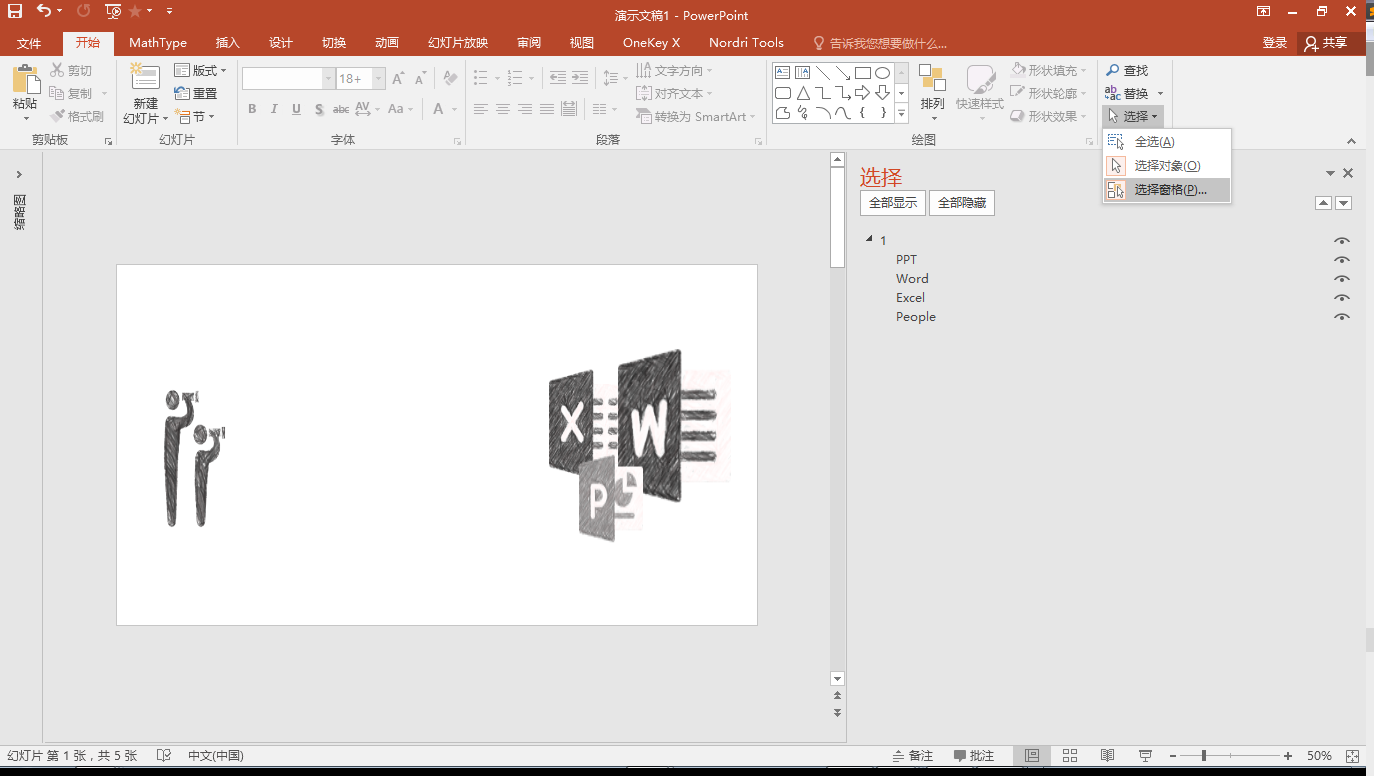 演示文稿1 - PowerPoint
文件 开始 MathType 插入 设计 切换 动画 幻灯片放映 审阅 视图 OneKey X Nordri Tools 告诉我您想要做什么... 登录 共享
粘贴
剪切
复制
格式刷
剪贴板
新建
幻灯片
版式
重置
节
幻灯片
18+
B I U S abc AV Aa A
字体
文字方向
对齐文本
转换为 SmartArt
段落
排列
快速样式
形状填充
形状轮廓
形状效果
绘图
查找
替换
选择
全选(A)
选择对象(O)
选择窗格(P)...
缩略图
选择
全部显示 全部隐藏
1
PPT
Word
Excel
People
X W
P
幻灯片 第 1 张，共 5 张 中文(中国) 备注 批注 50%